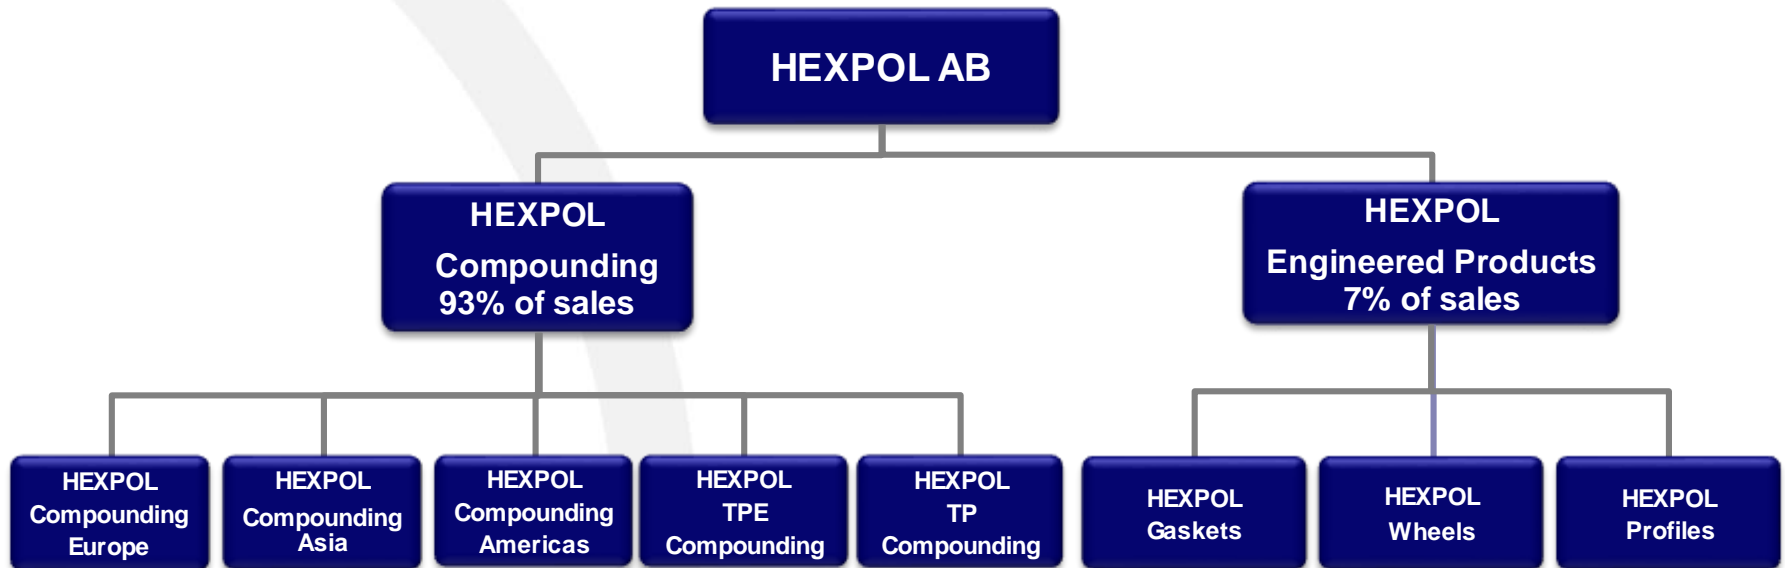 HEXPOL AB
HEXPOL
Compounding
93% of sales
HEXPOL
Engineered Products
7% of sales
HEXPOL
Compounding
Europe
HEXPOL
Compounding
Asia
HEXPOL
Compounding
Americas
HEXPOL
TPE
Compounding
HEXPOL
TP
Compounding
HEXPOL
Gaskets
HEXPOL
Wheels
HEXPOL
Profiles